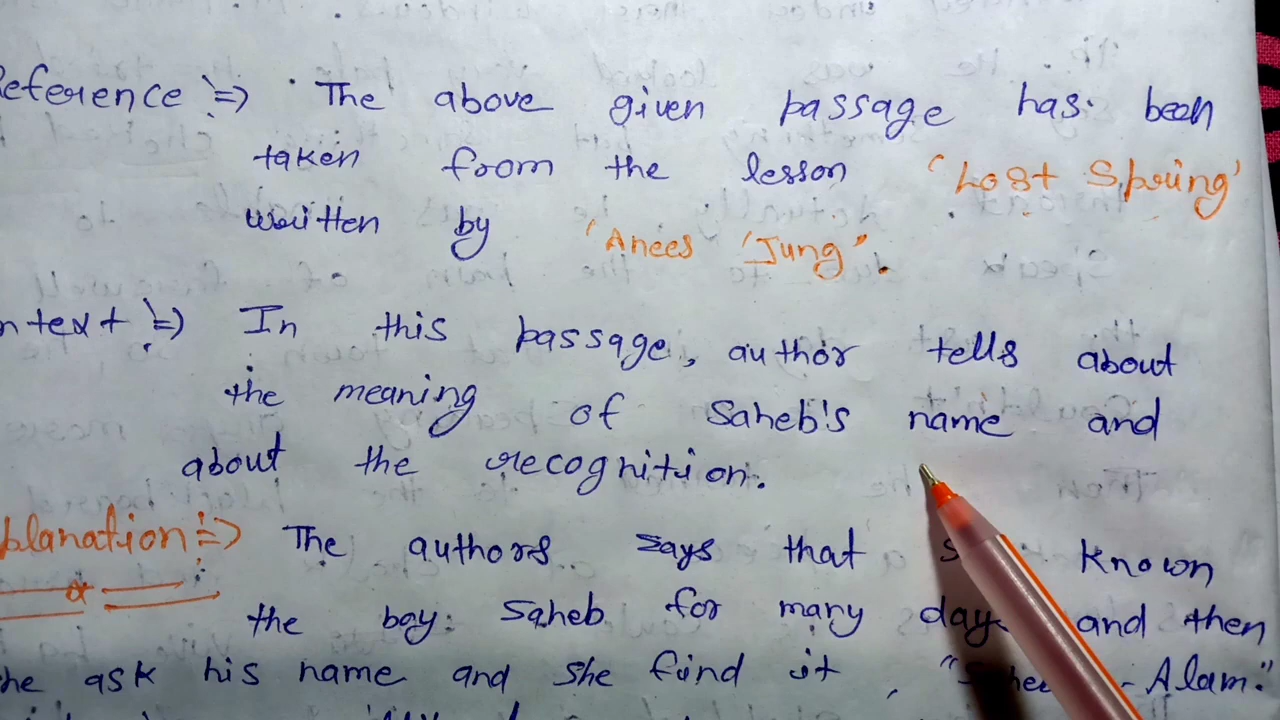 eference :=> The above given passage has been
taken from the lesson 'Lost Spring'
written by 'Anees 'Jung".
ntext :=> In this passage, author tells about
the meaning of Saheb's name and
about the recognition.
planation :=> The authors says that known
the boy. Saheb for many day and then
he ask his name and she find it, - Alam."